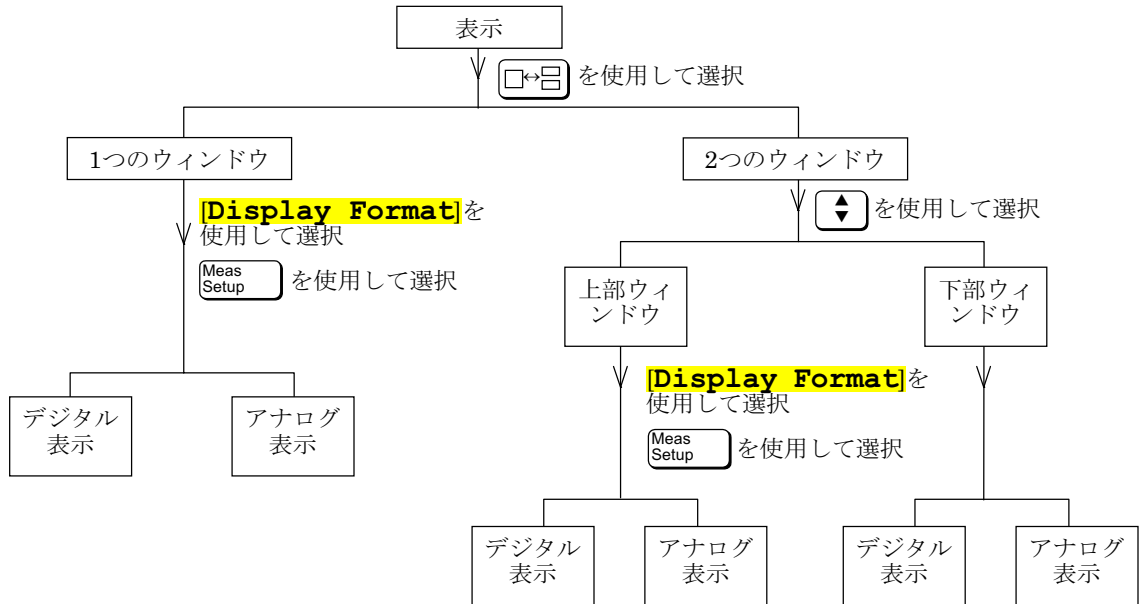 表示
を使用して選択
1つのウィンドウ
2つのウィンドウ
[Display Format]を
使用して選択
Meas
Setup
を使用して選択
を使用して選択
上部ウィ
ンドウ
下部ウィ
ンドウ
デジタル
表示
アナログ
表示
[Display Format]を
使用して選択
Meas
Setup
を使用して選択
デジタル
表示
アナログ
表示
デジタル
表示
アナログ
表示